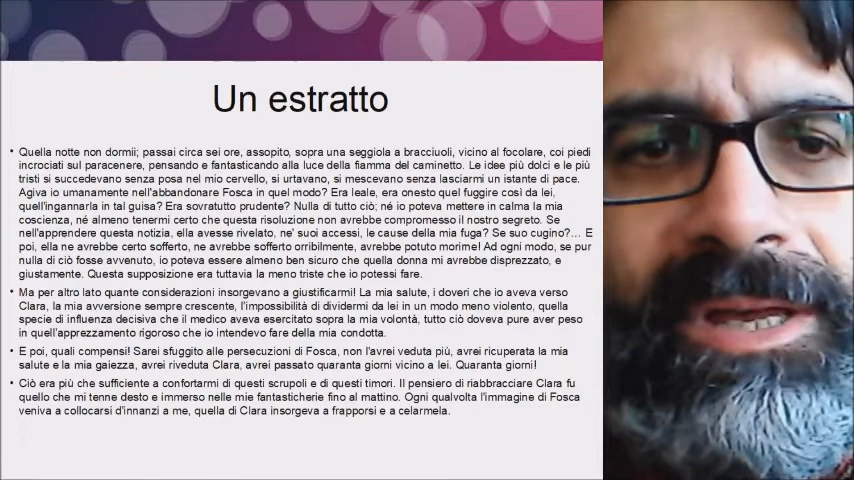 Un estratto
• Quella notte non dormii; passai circa sei ore, assopito, sopra una seggiola a bracciuoli, vicino al focolare, coi piedi
incrociati sul paracenere, pensando e fantasticando alla luce della fiamma del caminetto. Le idee più dolci e le più
tristi si succedevano senza posa nel mio cervello, si urtavano, si mescevano senza lasciarmi un istante di pace.
Agiva io umanamente nell'abbandonare Fosca in quel modo? Era leale, era onesto quel fuggire così da lei,
quell'ingannarla in tal guisa? Era sovratutto prudente? Nulla di tutto ciò; né io poteva mettere in calma la mia
coscienza, né almeno tenermi certo che questa risoluzione non avrebbe compromesso il nostro segreto. Se
nell'apprendere questa notizia, ella avesse rivelato, ne' suoi accessi, le cause della mia fuga? Se suo cugino?... E
poi, ella ne avrebbe certo sofferto, ne avrebbe sofferto orribilmente, avrebbe potuto morirne! Ad ogni modo, se pur
nulla di ciò fosse avvenuto, io poteva essere almeno ben sicuro che quella donna mi avrebbe disprezzato, e
giustamente. Questa supposizione era tuttavia la meno triste che io potessi fare.
• Ma per altro lato quante considerazioni insorgevano a giustificarmi! La mia salute, i doveri che io aveva verso
Clara, la mia avversione sempre crescente, l'impossibilità di dividermi da lei in un modo meno violento, quella
specie di influenza decisiva che il medico aveva esercitato sopra la mia volontà, tutto ciò doveva pure aver peso
in quell'apprezzamento rigoroso che io intendevo fare della mia condotta.
• E poi, quali compensi! Sarei sfuggito alle persecuzioni di Fosca, non l'avrei veduta più, avrei ricuperata la mia
salute e la mia gaiezza, avrei riveduta Clara, avrei passato quaranta giorni vicino a lei. Quaranta giorni!
• Ciò era più che sufficiente a confortarmi di questi scrupoli e di questi timori. Il pensiero di riabbracciare Clara fu
quello che mi tenne desto e immerso nelle mie fantasticherie fino al mattino. Ogni qualvolta l'immagine di Fosca
veniva a collocarsi d'innanzi a me, quella di Clara insorgeva a frapporsi e a celarmela.